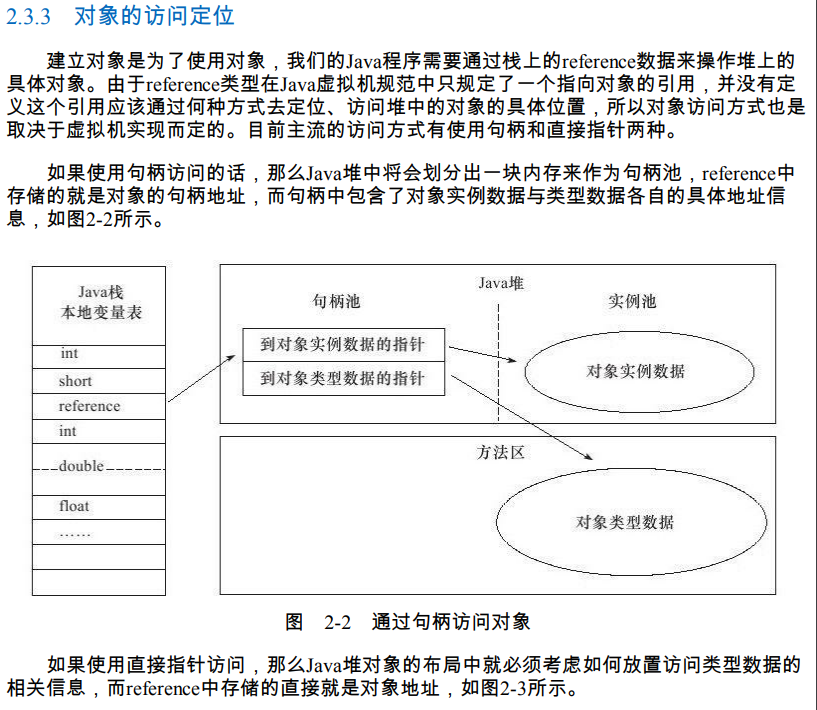 2.3.3 对象的访问定位
建立对象是为了使用对象，我们的Java程序需要通过栈上的reference数据来操作堆上的
具体对象。由于reference类型在Java虚拟机规范中只规定了一个指向对象的引用，并没有定
义这个引用应该通过何种方式去定位、访问堆中的对象的具体位置，所以对象访问方式也是
取决于虚拟机实现而定的。目前主流的访问方式有使用句柄和直接指针两种。
如果使用句柄访问的话，那么Java堆中将会划分出一块内存来作为句柄池，reference中
存储的就是对象的句柄地址，而句柄中包含了对象实例数据与类型数据各自的具体地址信
息，如图2-2所示。
Java栈
本地变量表
int
short
reference
int
double
float
……
Java堆
句柄池
实例池
到对象实例数据的指针
到对象类型数据的指针
对象实例数据
方法区
对象类型数据
图 2-2 通过句柄访问对象
如果使用直接指针访问，那么Java堆对象的布局中就必须考虑如何放置访问类型数据的
相关信息，而reference中存储的直接就是对象地址，如图2-3所示。